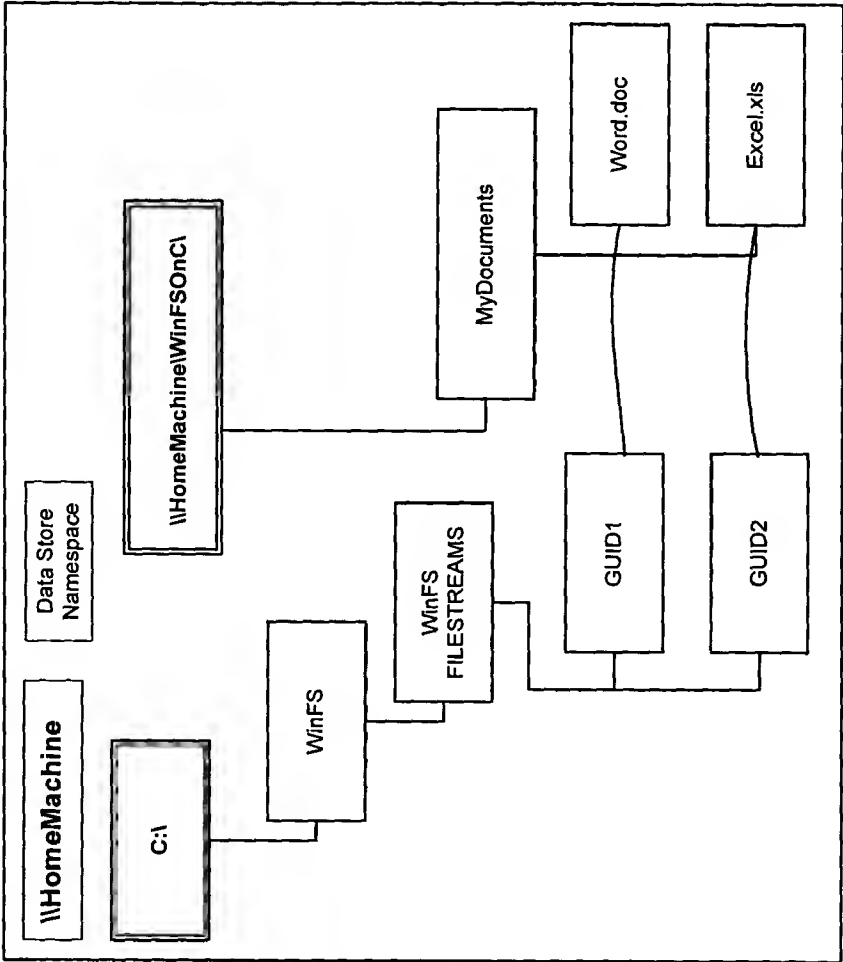 \\HomeMachine
Data Store
Namespace
C:\
\\HomeMachine\WinFSOnC\
WinFS
WinFS
FILESTREAMS
MyDocuments
GUID1
Word.doc
GUID2
Excel.xls